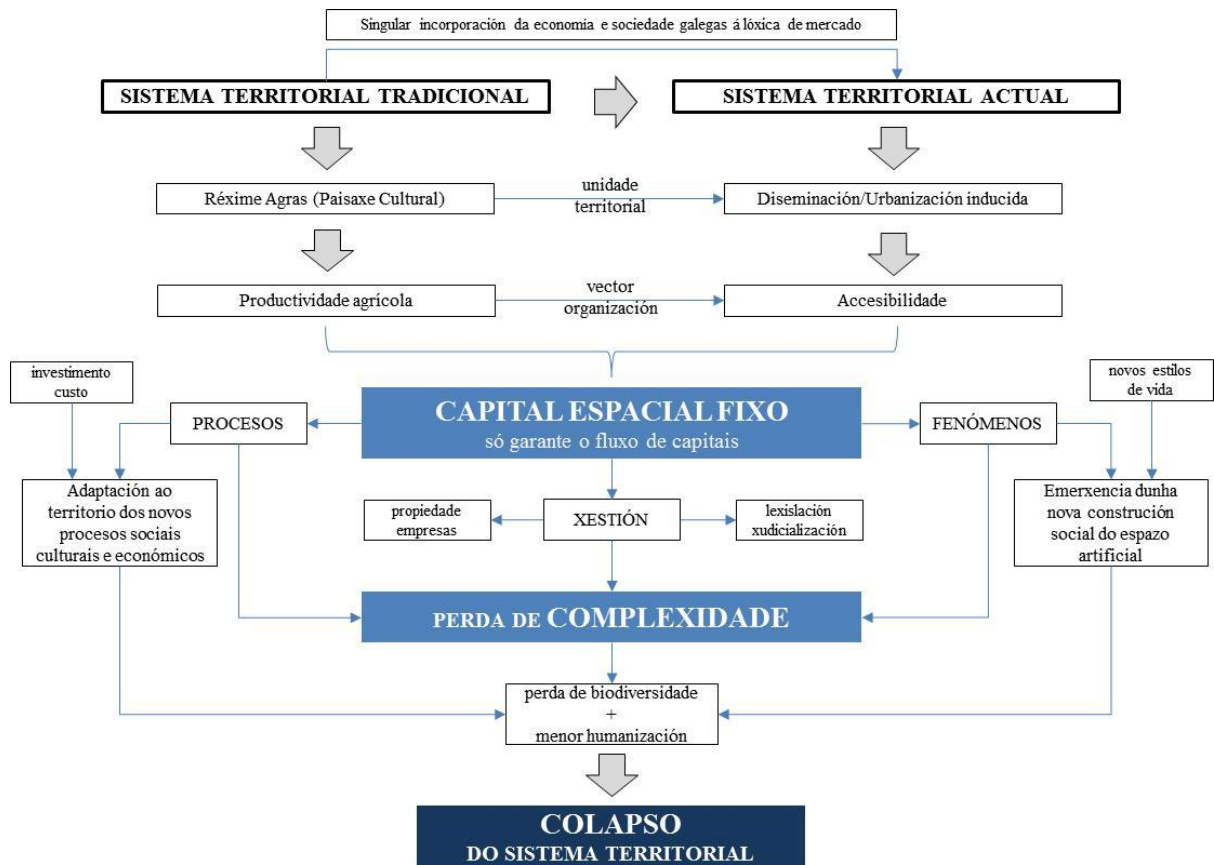 Singular incorporación da economía e sociedade galegas á lóxica de mercado
SISTEMA TERRITORIAL TRADICIONAL
SISTEMA TERRITORIAL ACTUAL
Réxime Agras (Paisaxe Cultural)
unidade
territorial
Diseminación/Urbanización inducida
Productividade agrícola
vector
organización
Accesibilidade
investimento
custo
novos estilos
de vida
PROCESOS
CAPITAL ESPACIAL FIXO
só garante o fluxo de capitais
FENÓMENOS
Adaptación ao
territorio dos novos
procesos sociais
culturais e económicos
propiedade
empresas
XESTIÓN
lexislación
xudicialización
Emerxencia dunha
nova construción
social do espazo
artificial
PERDA DE COMPLEXIDADE
perda de biodiversidade
+
menor humanización
COLAPSO
DO SISTEMA TERRITORIAL